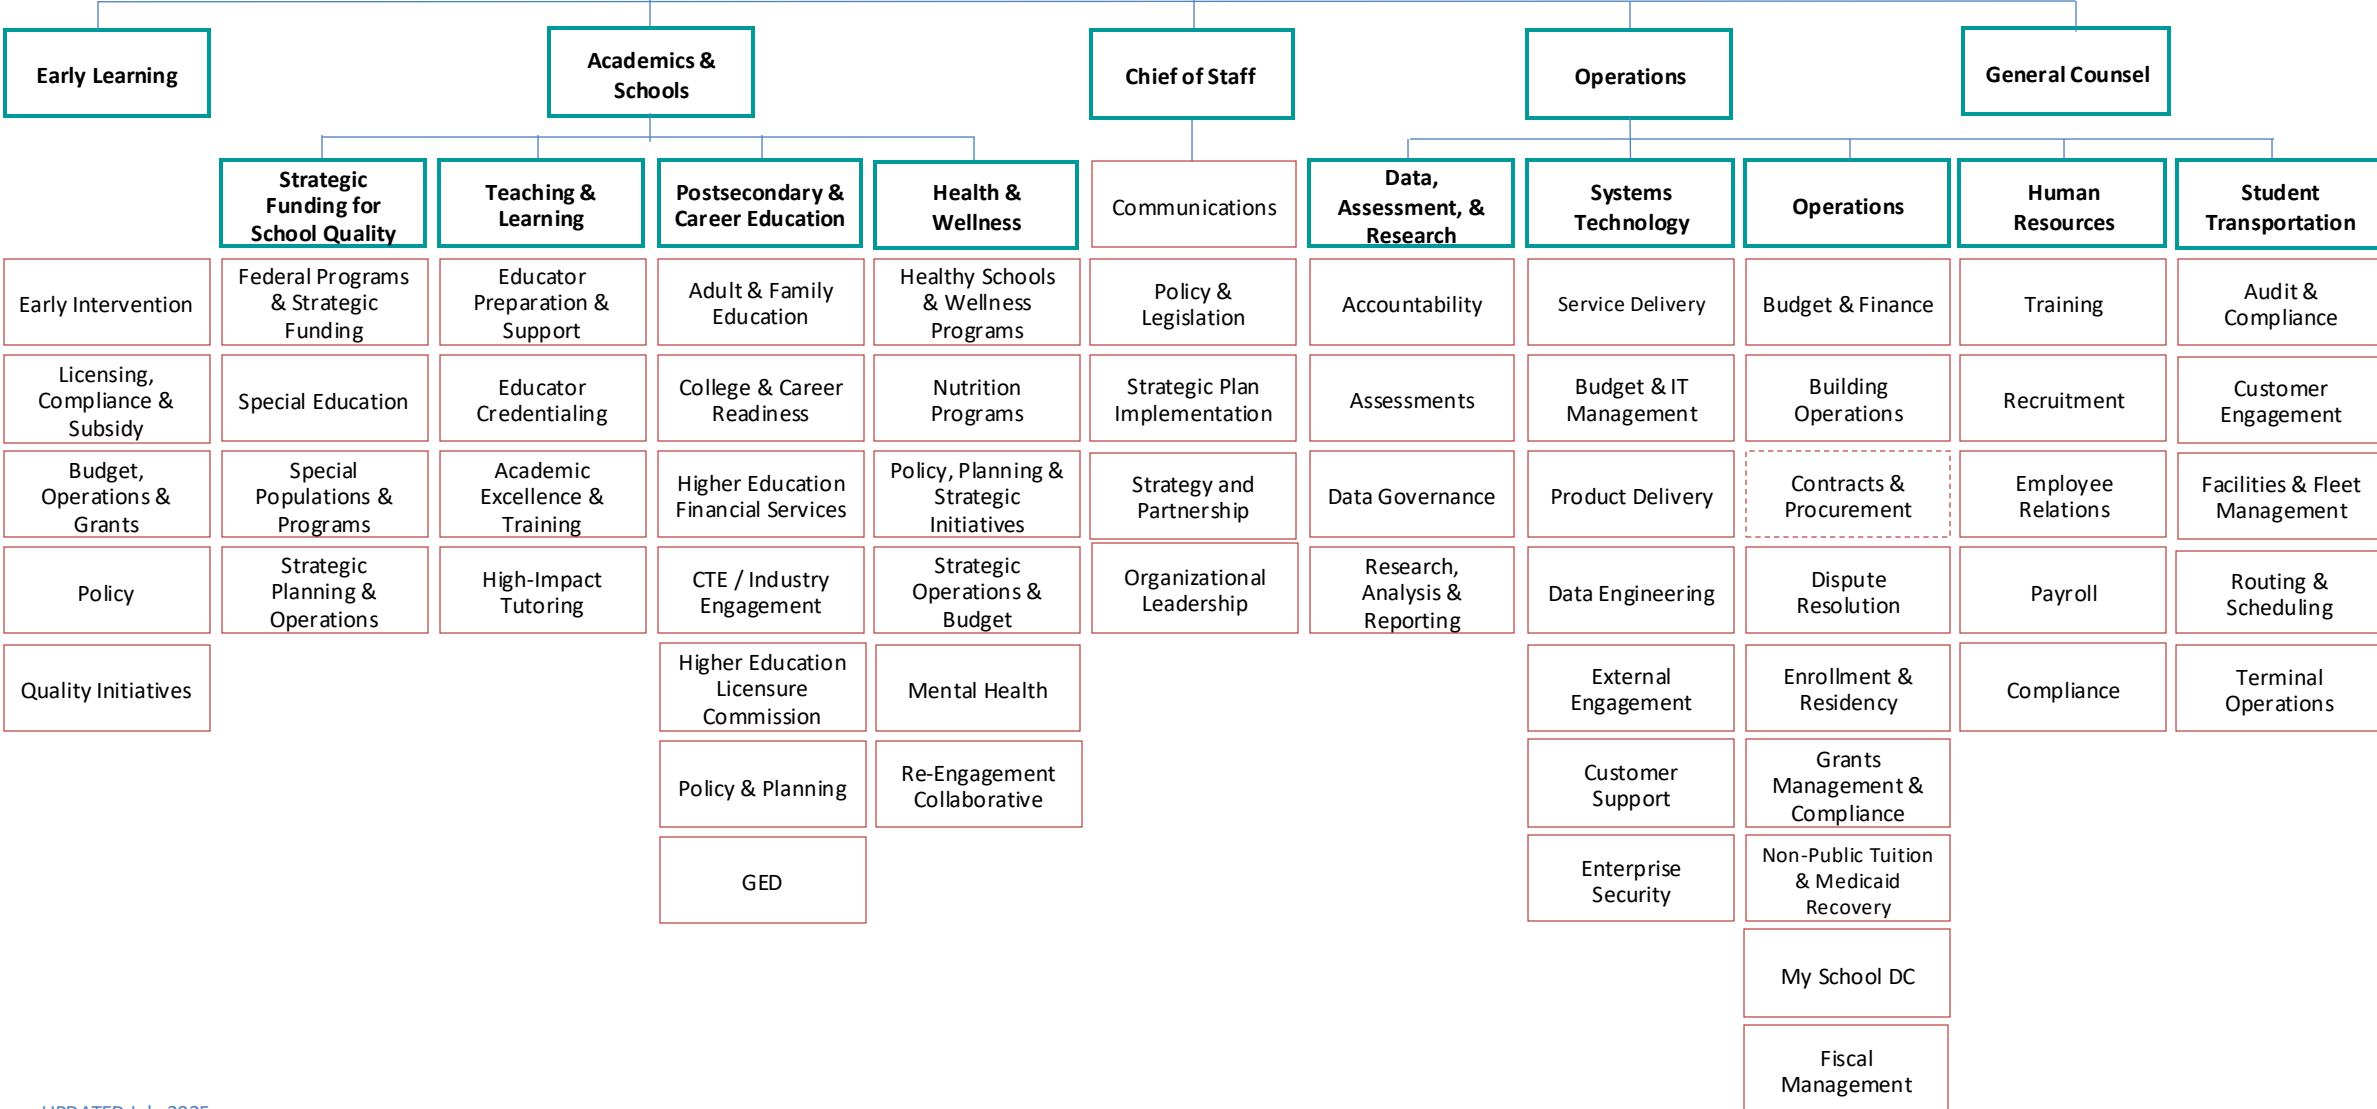 Early Learning
Academics &
Schools
Chief of Staff
Operations
General Counsel
Strategic
Funding for
School Quality
Teaching &
Learning
Postsecondary &
Career Education
Health &
Wellness
Communications
Data,
Assessment, &
Research
Systems
Technology
Operations
Human
Resources
Student
Transportation
Early Intervention
Federal Programs
& Strategic
Funding
Educator
Preparation &
Support
Adult & Family
Education
Healthy Schools
& Wellness
Programs
Policy &
Legislation
Accountability
Service Delivery
Budget & Finance
Training
Audit &
Compliance
Licensing,
Compliance &
Subsidy
Special Education
Educator
Credentialing
College & Career
Readiness
Nutrition
Programs
Strategic Plan
Implementation
Assessments
Budget & IT
Management
Building
Operations
Recruitment
Customer
Engagement
Budget,
Operations &
Grants
Special
Populations &
Programs
Academic
Excellence &
Training
Higher Education
Financial Services
Policy, Planning &
Strategic
Initiatives
Strategy and
Partnership
Data Governance
Product Delivery
Contracts &
Procurement
Employee
Relations
Facilities & Fleet
Management
Policy
Strategic
Planning &
Operations
High-Impact
Tutoring
CTE / Industry
Engagement
Strategic
Operations &
Budget
Organizational
Leadership
Research,
Analysis &
Reporting
Data Engineering
Dispute
Resolution
Payroll
Routing &
Scheduling
Quality Initiatives
Higher Education
Licensure
Commission
Mental Health
External
Engagement
Enrollment &
Residency
Compliance
Terminal
Operations
Policy & Planning
Re-Engagement
Collaborative
Customer
Support
Grants
Management &
Compliance
GED
Enterprise
Security
Non-Public Tuition
& Medicaid
Recovery
My School DC
Fiscal
Management
UPDATED July 2025